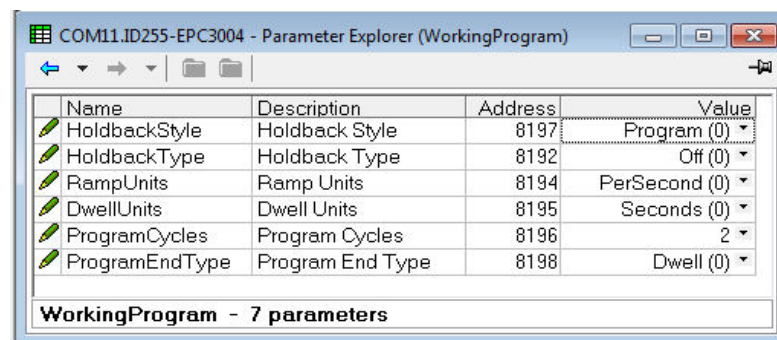 COM11.ID255-EPC3004 - Parameter Explorer (WorkingProgram)
Name Description Address Value
HoldbackStyle Holdback Style 8197 Program (0)
HoldbackType Holdback Type 8192 Off (0)
RampUnits Ramp Units 8194 PerSecond (0)
DwellUnits Dwell Units 8195 Seconds (0)
ProgramCycles Program Cycles 8196 2
ProgramEndType Program End Type 8198 Dwell (0)
WorkingProgram - 7 parameters